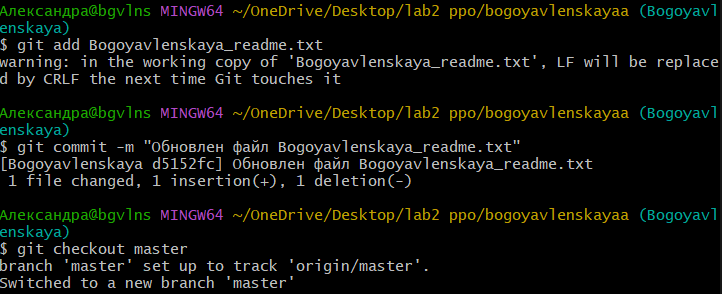 Александра@bgvlns MINGW64 ~/OneDrive/Desktop/lab2 ppo/bogoyavlenskayaa (Bogoyavl
enskaya)
$ git add Bogoyavlenskaya_readme.txt
warning: in the working copy of 'Bogoyavlenskaya_readme.txt', LF will be replace
d by CRLF the next time Git touches it
Александра@bgvlns MINGW64 ~/OneDrive/Desktop/lab2 ppo/bogoyavlenskayaa (Bogoyavl
enskaya)
$ git commit -m "Обновлен файл Bogoyavlenskaya_readme.txt"
[Bogoyavlenskaya d5152fc] Обновлен файл Bogoyavlenskaya_readme.txt
 1 file changed, 1 insertion(+), 1 deletion(-)
Александра@bgvlns MINGW64 ~/OneDrive/Desktop/lab2 ppo/bogoyavlenskayaa (Bogoyavl
enskaya)
$ git checkout master
branch 'master' set up to track 'origin/master'.
Switched to a new branch 'master'